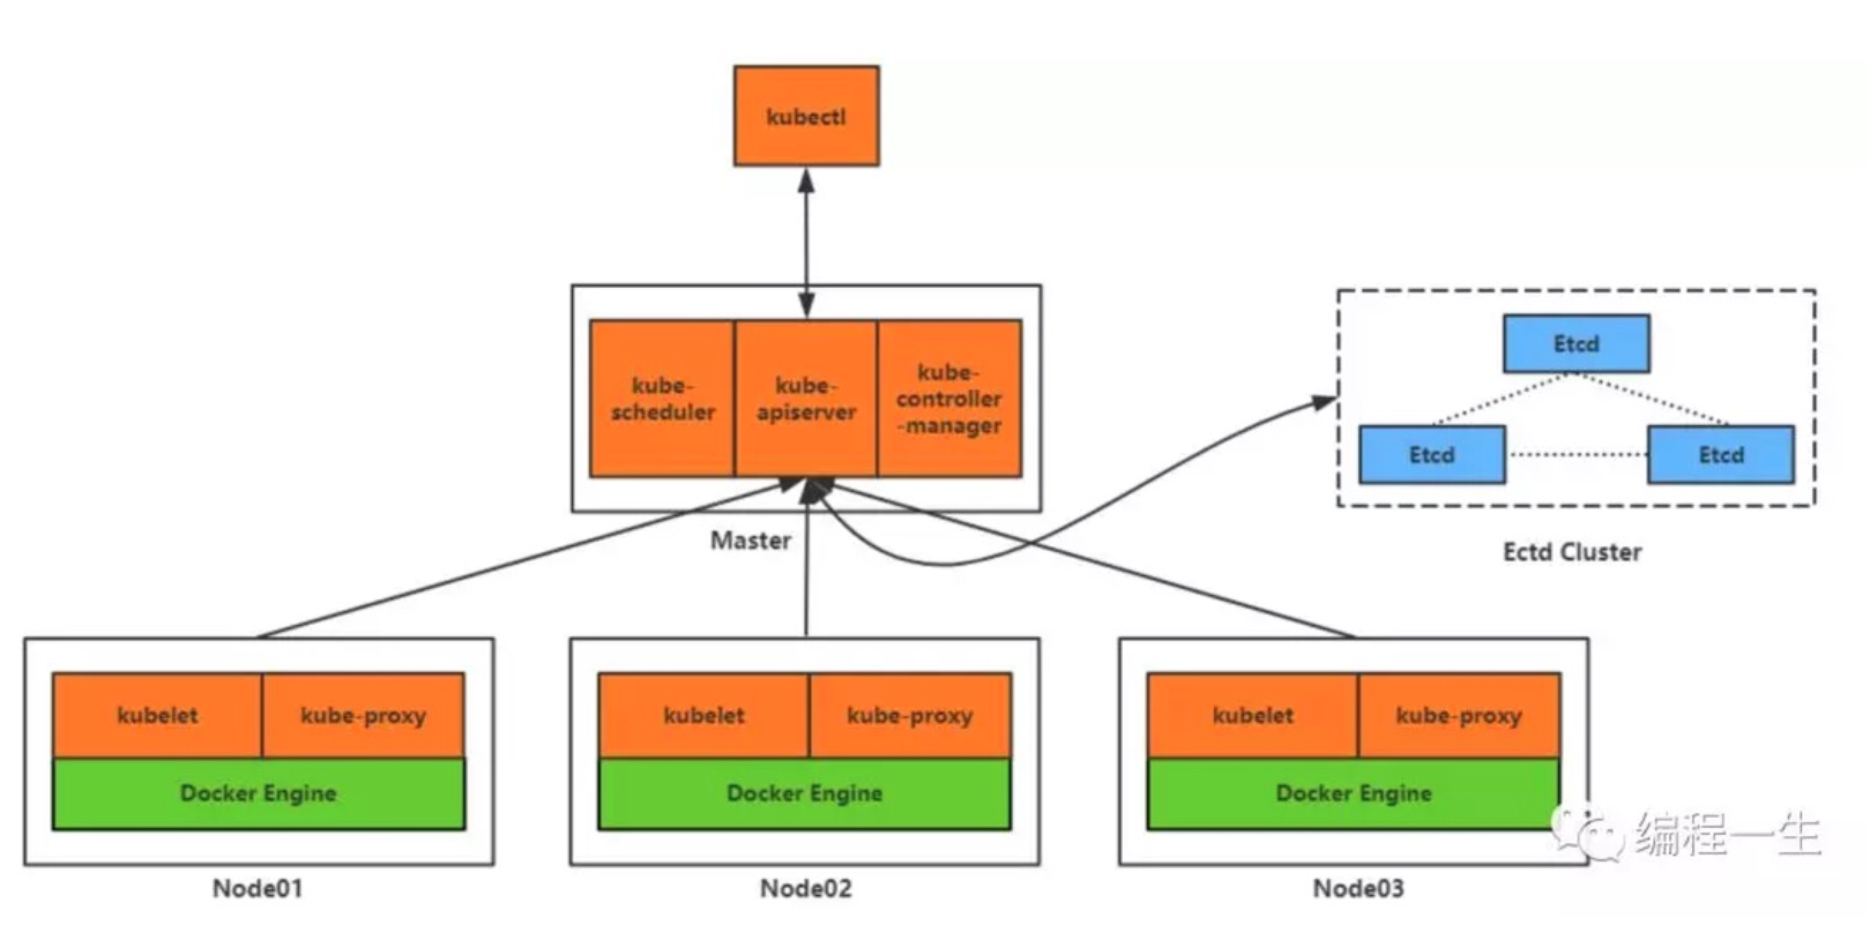 kubectl
kube-
scheduler
kube-
apiserver
kube-
controller
-manager
Master
Etcd
Etcd
Etcd
Ectd Cluster
kubelet
kube-proxy
Docker Engine
Node01
kubelet
kube-proxy
Docker Engine
Node02
kubelet
kube-proxy
Docker Engine
Node03
编程一生